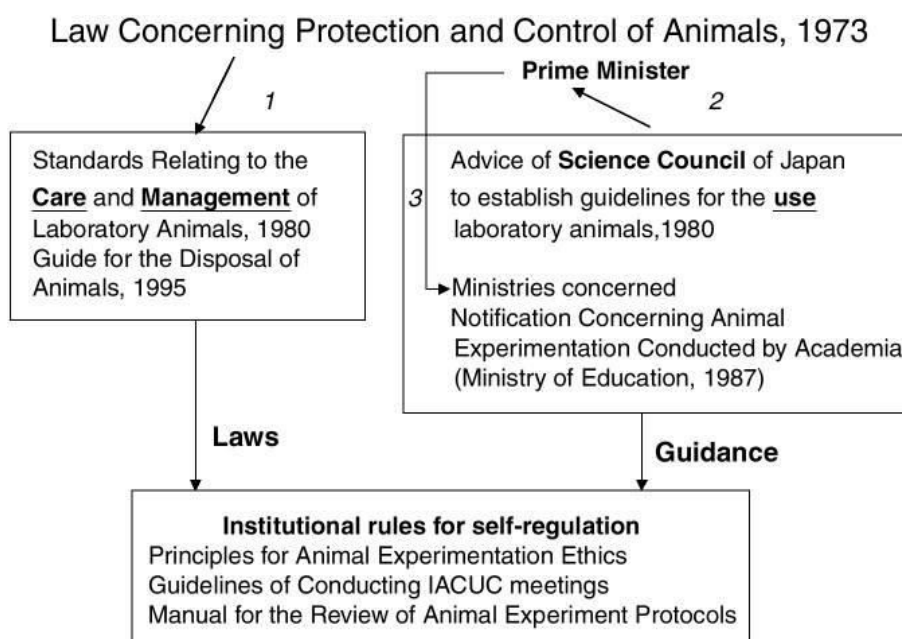 Law Concerning Protection and Control of Animals, 1973
Prime Minister
1
2
Standards Relating to the
Care and Management of
Laboratory Animals, 1980
Guide for the Disposal of
Animals, 1995
3
Advice of Science Council of Japan
to establish guidelines for the use
laboratory animals,1980
Ministries concerned
Notification Concerning Animal
Experimentation Conducted by Academia
(Ministry of Education, 1987)
Laws
Guidance
Institutional rules for self-regulation
Principles for Animal Experimentation Ethics
Guidelines of Conducting IACUC meetings
Manual for the Review of Animal Experiment Protocols